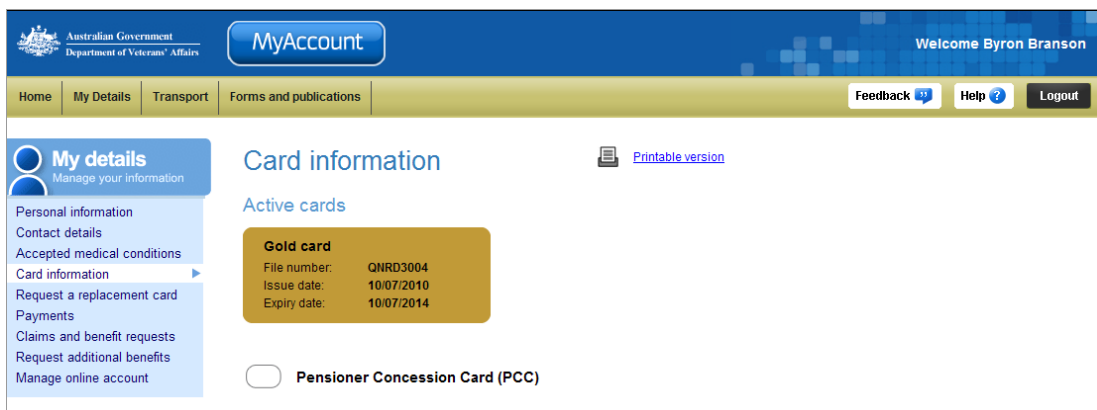 Australian Government
Department of Veterans' Affairs
MyAccount
Welcome Byron Branson
Home My Details Transport Forms and publications Feedback Help Logout
My details
Manage your information
Personal information
Contact details
Accepted medical conditions
Card information
Request a replacement card
Payments
Claims and benefit requests
Request additional benefits
Manage online account
Card information
Printable version
Active cards
Gold card
File number: QNRD3004
Issue date: 10/07/2010
Expiry date: 10/07/2014
Pensioner Concession Card (PCC)